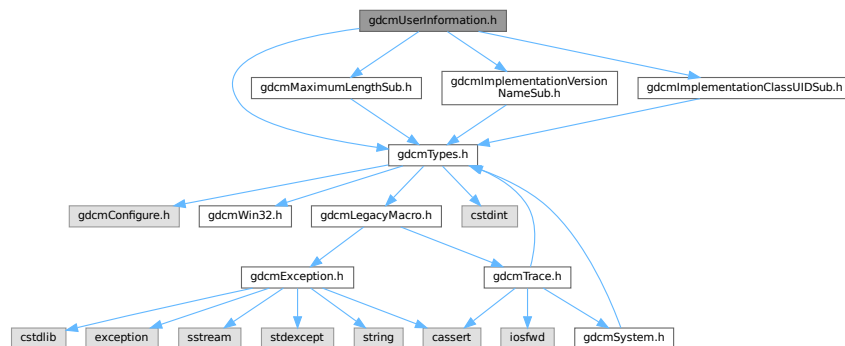 gdcmUserInformation.h
gdcmMaximumLengthSub.h
gdcmImplementationVersion
NameSub.h
gdcmImplementationClassUIDSub.h
gdcmTypes.h
gdcmConfigure.h
gdcmWin32.h
gdcmLegacyMacro.h
cstdint
gdcmException.h
gdcmTrace.h
cstdlib
exception
sstream
stdexcept
string
cassert
iosfwd
gdcmSystem.h